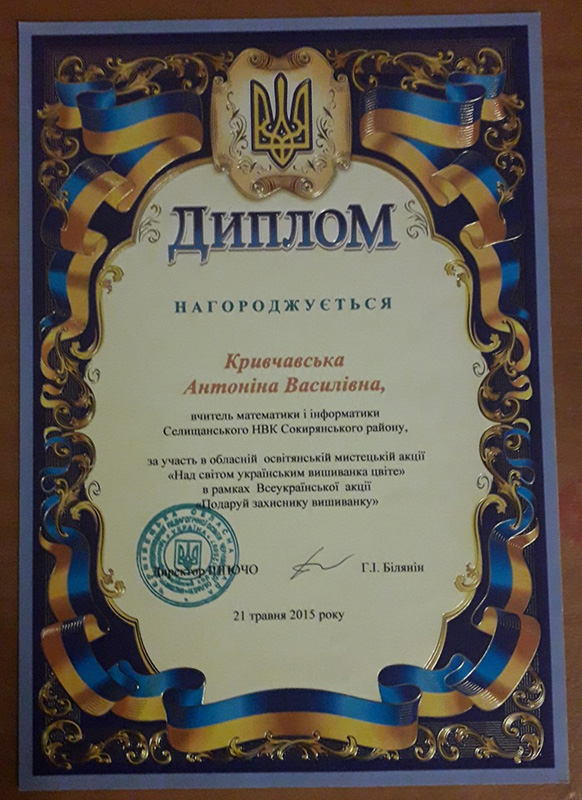 ДИПЛОМ
НАГОРОДЖУЄТЬСЯ
Кривчавська
Антоніна Василівна,
вчитель математики і інформатики
Селищанського НВК Сокирянського району,
за участь в обласній освітянській мистецькій акції
«Над світом українським вишиванка цвіте»
в рамках Всеукраїнської акції
«Подаруй захиснику вишиванку»
Директор Г.І. Білянін
21 травня 2015 року